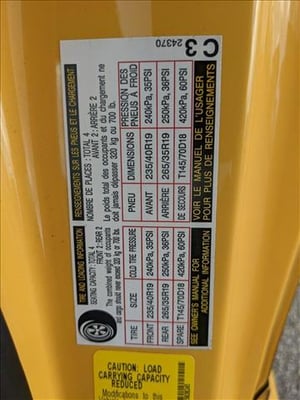 TIRE AND LOADING INFORMATION
SEATING CAPACITY: TOTAL 4
FRONT 2: REAR 2
The combined weight of occupants
and cargo should never exceed 320 kg or 700 lbs.
TIRE SIZE COLD TIRE PRESSURE
FRONT 235/40R19 240kPa, 35PSI
REAR 265/35R19 250kPa, 36PSI
SPARE T145/70D18 420kPa, 60PSI
SEE OWNER'S MANUAL FOR
ADDITIONAL INFORMATION
RENSEIGNEMENTS SUR LES PNEUS ET LE CHARGEMENT
NOMBRE DE PLACES : TOTAL 4
AVANT 2 : ARRIÈRE 2
Le poids total des occupants et du chargement ne
doit jamais dépasser 320 kg ou 700 lb.
PNEU DIMENSIONS PRESSION DES
PNEUS À FROID
AVANT 235/40R19 240kPa, 35PSI
ARRIÈRE 265/35R19 250kPa, 36PSI
DE SECOURS T145/70D18 420kPa, 60PSI
VOIR LE MANUEL DE L'USAGER
POUR PLUS DE RENSEIGNEMENTS
C3
24370
CAUTION: LOAD
CARRYING CAPACITY
REDUCED
Modifications to this